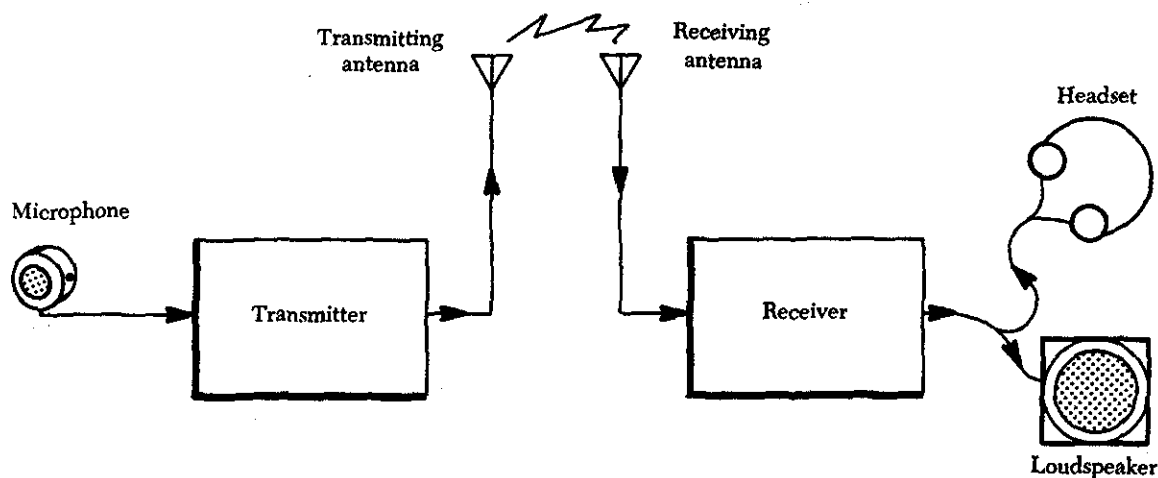 Transmitting
antenna
Receiving
antenna
Headset
Microphone
Transmitter
Receiver
Loudspeaker